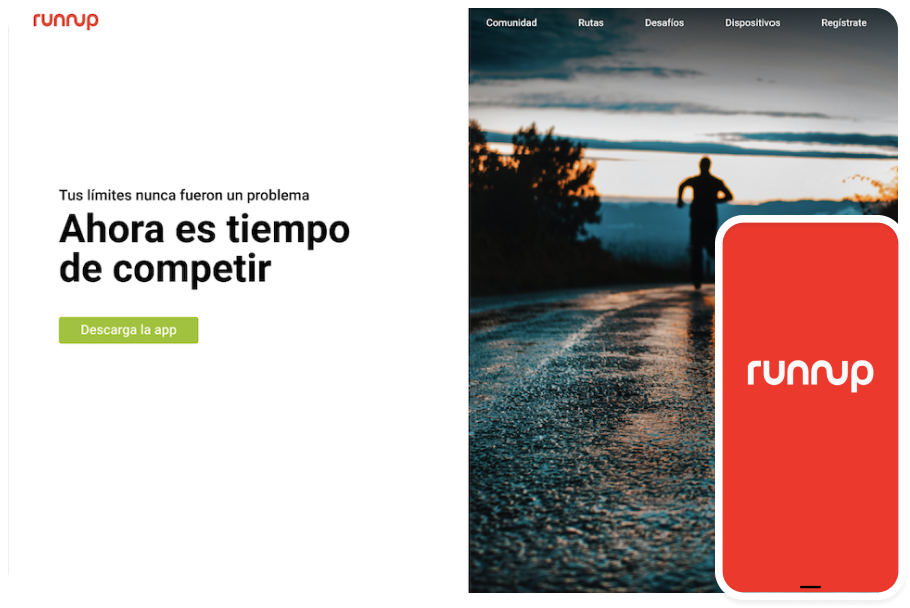 runnup
Comunidad Rutas Desafíos Dispositivos Regístrate
Tus límites nunca fueron un problema
Ahora es tiempo
de competir
Descarga la app
runnup